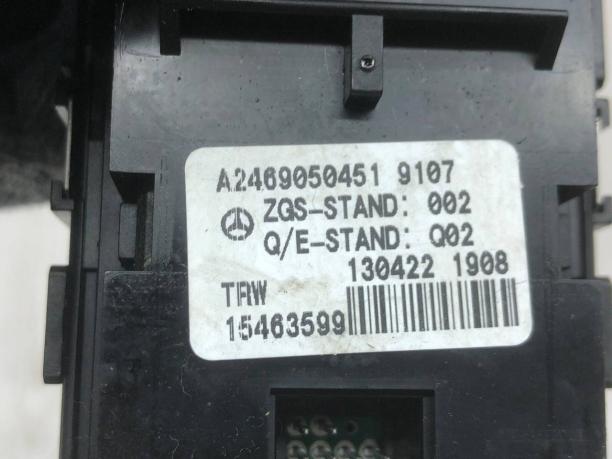 A2469050451 9107
ZGS-STAND: 002
Q/E-STAND: Q02
130422 1908
TRW
15463599